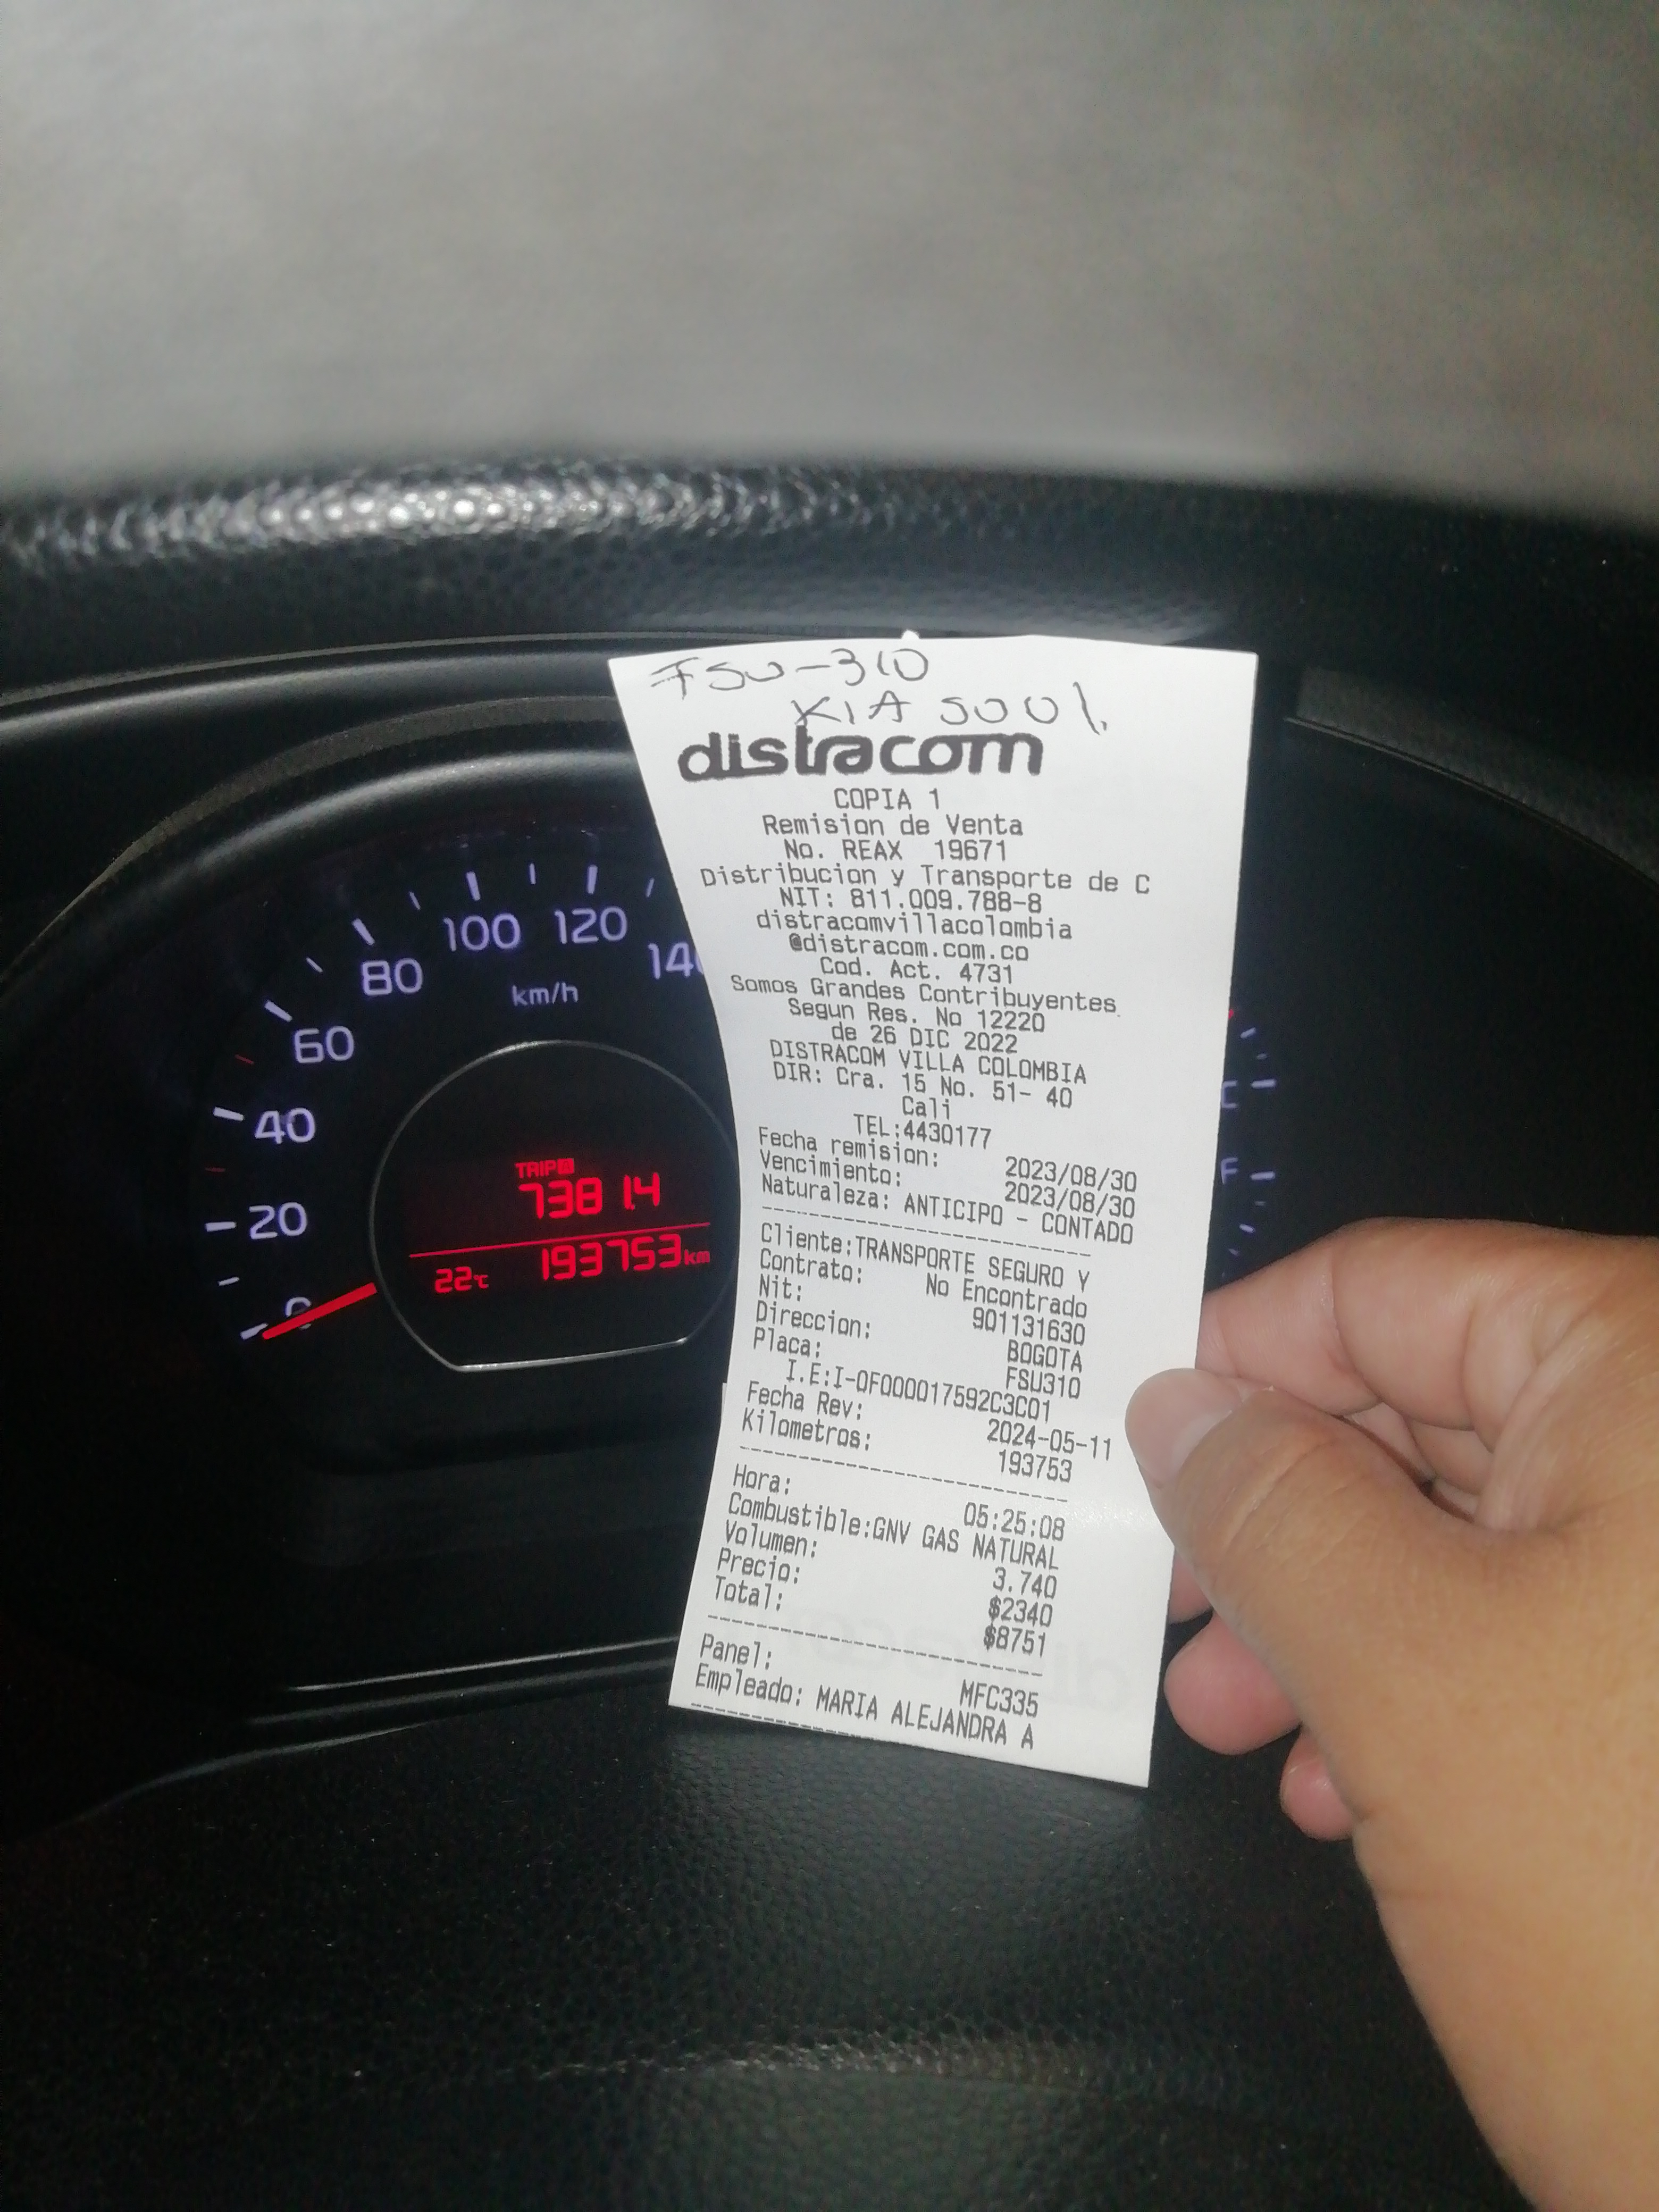 FSU-310
KIA SOUL.
distracom
COPIA 1
Remision de Venta
No. REAX 19671
Distribucion y Transporte de C
NIT: 811.009.788-8
distracomvillacolombia
@distracom.com.co
Cod. Act. 4731
Somos Grandes Contribuyentes
Segun Res. No 12220
de 26 DIC 2022
DISTRACOM VILLA COLOMBIA
DIR: Cra. 15 No. 51- 40
Cali
TEL:4430177
Fecha remision: 2023/08/30
Vencimiento: 2023/08/30
Naturaleza: ANTICIPO - CONTADO
Cliente:TRANSPORTE SEGURO Y
Contrato: No Encontrado
Nit: 901131630
Direccion: BOGOTA
Placa: FSU310
I.E:I-0F000017592C3C01
Fecha Rev: 2024-05-11
Kilometros: 193753
Hora: 05:25:08
Combustible:GNV GAS NATURAL
Volumen: 3.740
Precio: $2340
Total: $8751
Panel: MFC335
Empleado: MARIA ALEJANDRA A
0
20
40
60
80
100
120
140
km/h
TRIP A
7381.4
22°C 193753 km
C
F